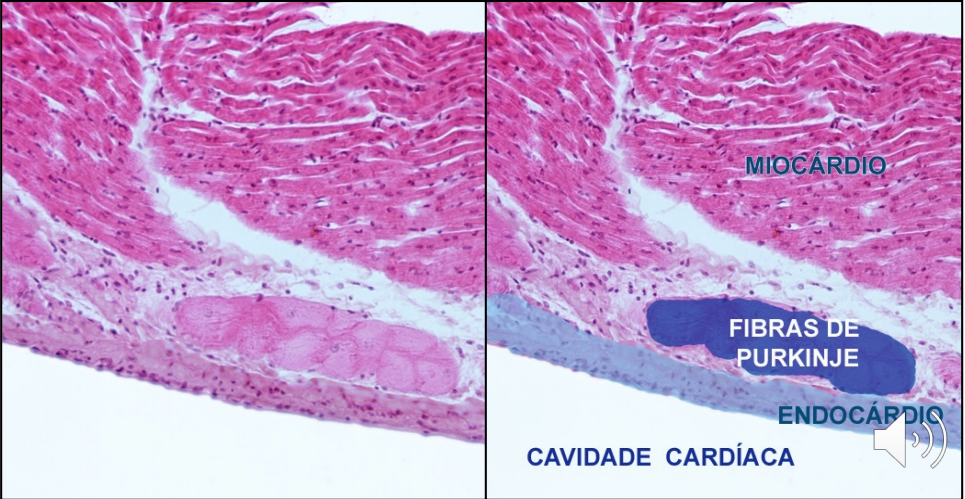 MIOCÁRDIO
FIBRAS DE
PURKINJE
ENDOCÁRDIO
CAVIDADE CARDÍACA